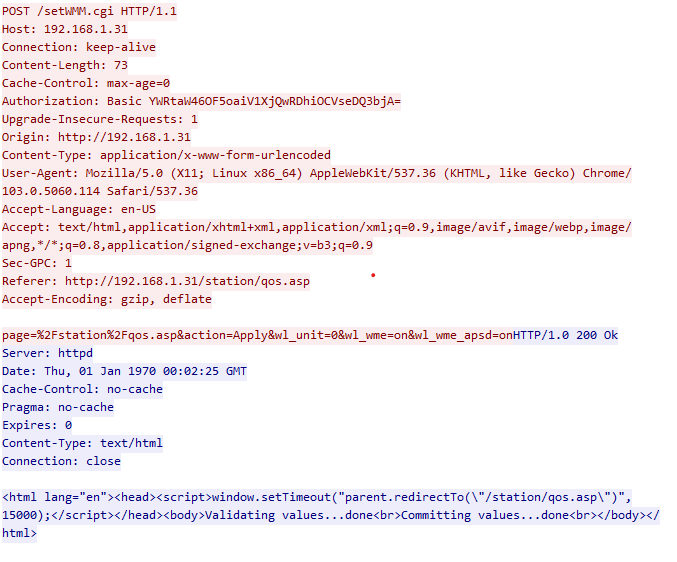 POST /setWMM.cgi HTTP/1.1
Host: 192.168.1.31
Connection: keep-alive
Content-Length: 73
Cache-Control: max-age=0
Authorization: Basic YWRtaW46OF5oaiV1XjQwRDhiOCVseDQ3bjA=
Upgrade-Insecure-Requests: 1
Origin: http://192.168.1.31
Content-Type: application/x-www-form-urlencoded
User-Agent: Mozilla/5.0 (X11; Linux x86_64) AppleWebKit/537.36 (KHTML, like Gecko) Chrome/
103.0.5060.114 Safari/537.36
Accept-Language: en-US
Accept: text/html,application/xhtml+xml,application/xml;q=0.9,image/avif,image/webp,image/
apng,*/*;q=0.8,application/signed-exchange;v=b3;q=0.9
Sec-GPC: 1
Referer: http://192.168.1.31/station/qos.asp
Accept-Encoding: gzip, deflate

page=%2Fstation%2Fqos.asp&action=Apply&wl_unit=0&wl_wme=on&wl_wme_apsd=onHTTP/1.0 200 Ok
Server: httpd
Date: Thu, 01 Jan 1970 00:02:25 GMT
Cache-Control: no-cache
Pragma: no-cache
Expires: 0
Content-Type: text/html
Connection: close

<html lang="en"><head><script>window.setTimeout("parent.redirectTo(\"/station/qos.asp\")",
15000);</script></head><body>Validating values...done<br>Committing values...done<br></body></
html>